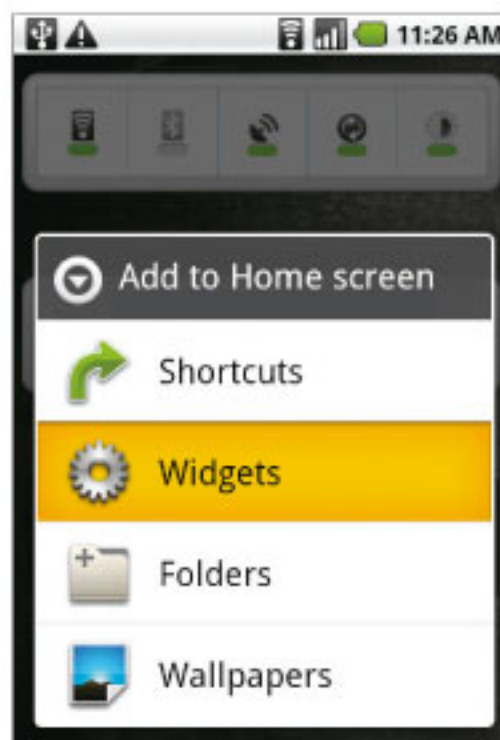 11:26 AM
Add to Home screen
Shortcuts
Widgets
Folders
Wallpapers